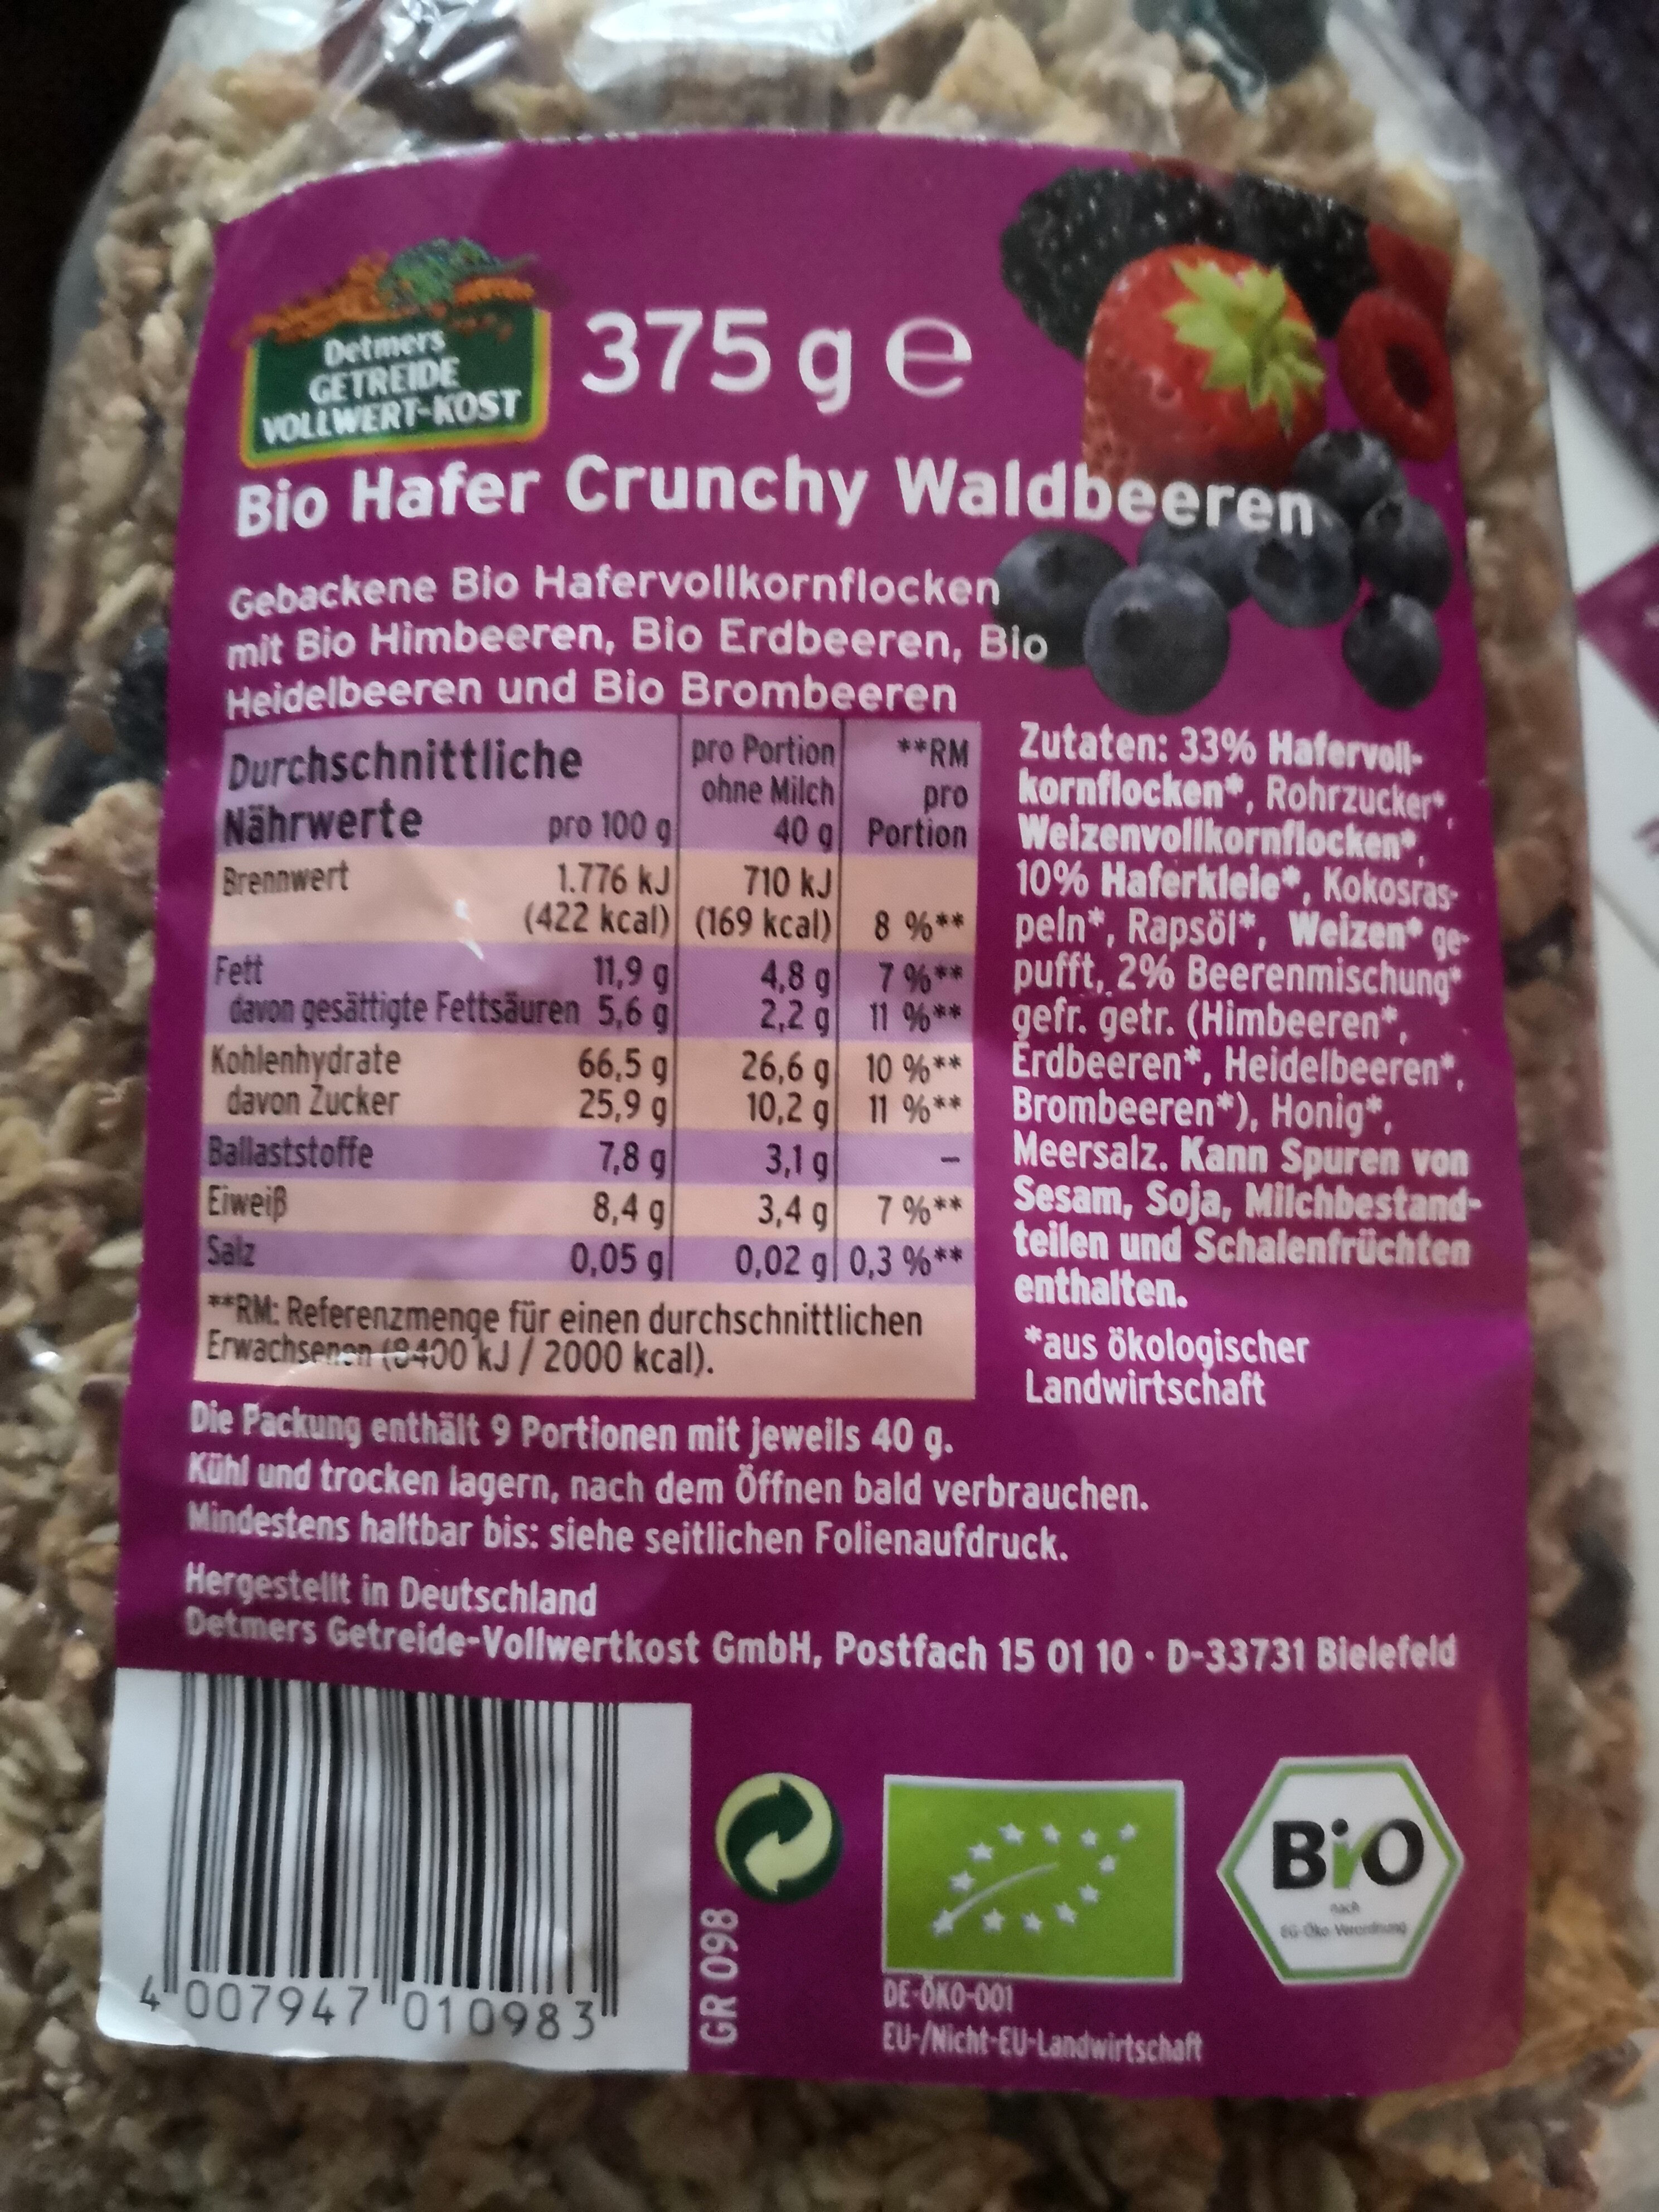 Detmers
GETREIDE
VOLLWERT-KOST
375 g e
Bio Hafer Crunchy Waldbeeren
Gebackene Bio Hafervollkornflocken
mit Bio Himbeeren, Bio Erdbeeren, Bio
Heidelbeeren und Bio Brombeeren
Durchschnittliche Nährwerte pro 100 g pro Portion ohne Milch 40 g **RM pro Portion
Brennwert 1.776 kJ 710 kJ
(422 kcal) (169 kcal) 8 %**
Fett 11,9 g 4,8 g 7 %**
davon gesättigte Fettsäuren 5,6 g 2,2 g 11 %**
Kohlenhydrate 66,5 g 26,6 g 10 %**
davon Zucker 25,9 g 10,2 g 11 %**
Ballaststoffe 7,8 g 3,1 g –
Eiweiß 8,4 g 3,4 g 7 %**
Salz 0,05 g 0,02 g 0,3 %**
**RM: Referenzmenge für einen durchschnittlichen
Erwachsenen (8400 kJ / 2000 kcal).
Zutaten: 33% Hafervoll-
kornflocken*, Rohrzucker*,
Weizenvollkornflocken*,
10% Haferkleie*, Kokosras-
peln*, Rapsöl*, Weizen* ge-
pufft, 2% Beerenmischung*
gefr. getr. (Himbeeren*,
Erdbeeren*, Heidelbeeren*,
Brombeeren*), Honig*,
Meersalz. Kann Spuren von
Sesam, Soja, Milchbestand-
teilen und Schalenfrüchten
enthalten.
*aus ökologischer
Landwirtschaft
Die Packung enthält 9 Portionen mit jeweils 40 g.
Kühl und trocken lagern, nach dem Öffnen bald verbrauchen.
Mindestens haltbar bis: siehe seitlichen Folienaufdruck.
Hergestellt in Deutschland
Detmers Getreide-Vollwertkost GmbH, Postfach 15 01 10 · D-33731 Bielefeld
4 007947 010983
GR 098
DE-ÖKO-001
EU-/Nicht-EU-Landwirtschaft
Bio
nach
EG-Öko-Verordnung